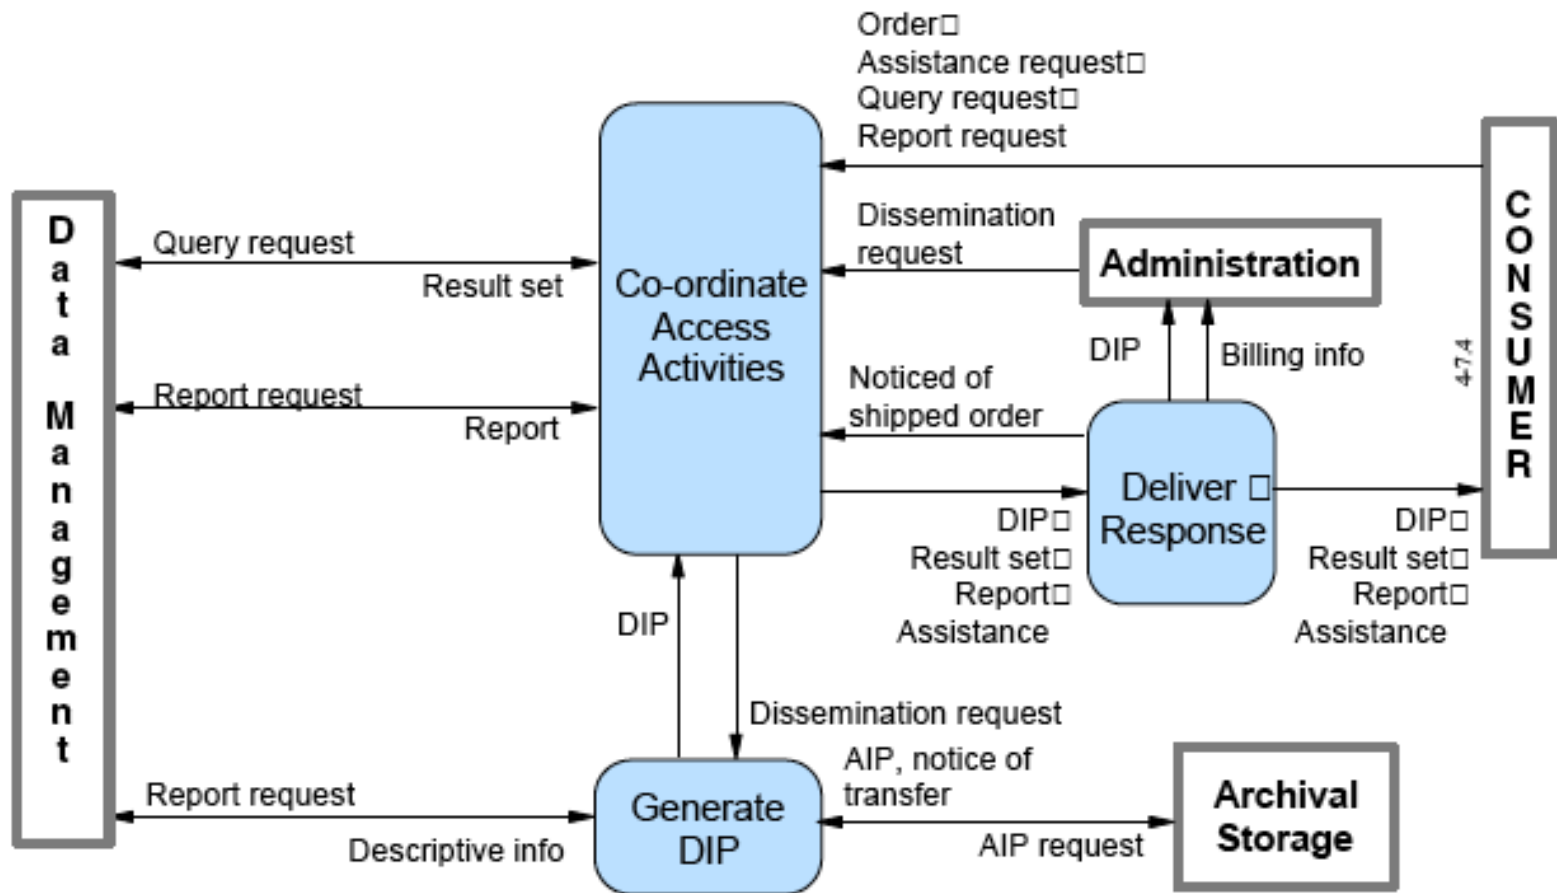 Order□
Assistance request□
Query request□
Report request
Data Management
Query request
Result set
Report request
Report
Co-ordinate
Access
Activities
Dissemination
request
Administration
CONSUMER
4-7.4
DIP
Billing info
Noticed of
shipped order
Deliver □
Response
DIP□
Result set□
Report□
Assistance
DIP□
Result set□
Report□
Assistance
DIP
Dissemination request
Report request
Descriptive info
Generate
DIP
AIP, notice of
transfer
AIP request
Archival
Storage